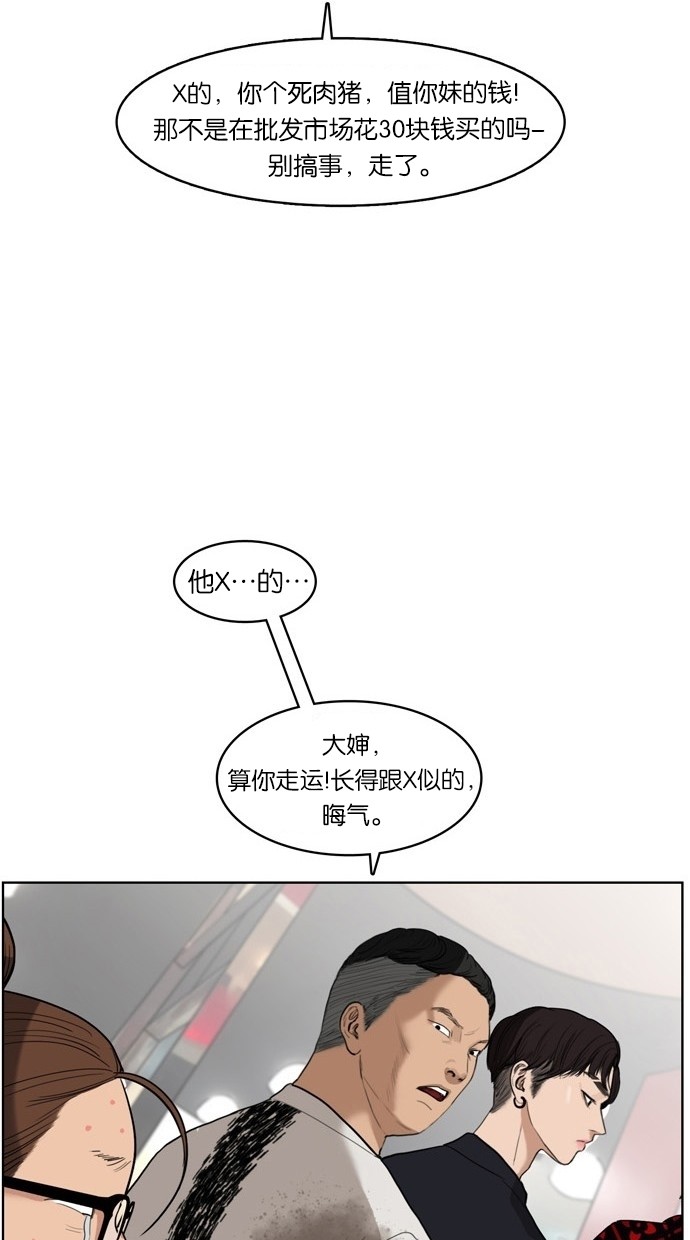 X的，你个死肉猪，值你妹的钱!
那不是在批发市场花30块钱买的吗-
别搞事，走了。
他X…的…
大婶，
算你走运!长得跟X似的，
晦气。